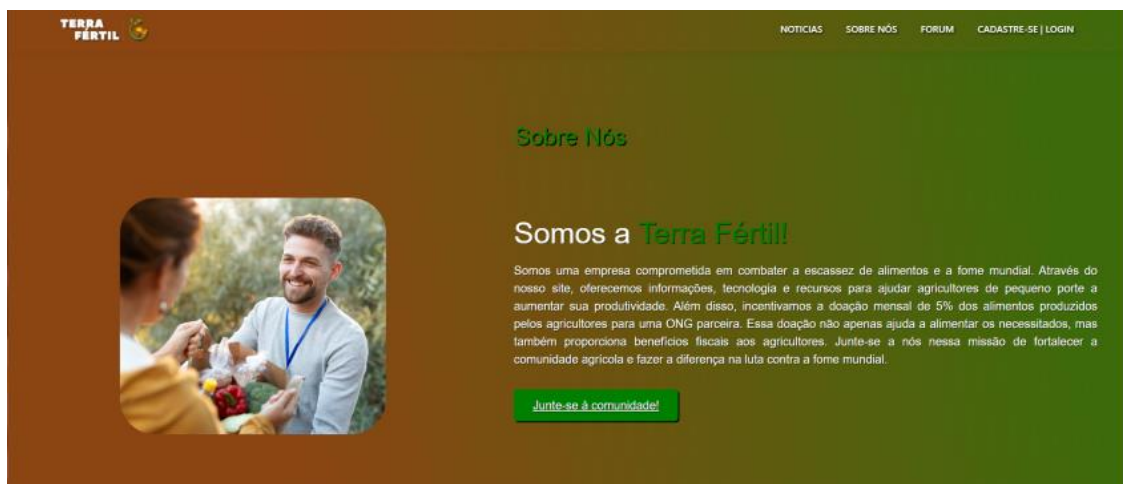 TERRA
FÉRTIL
NOTICIAS SOBRE NÓS FORUM CADASTRE-SE | LOGIN
Sobre Nós
Somos a Terra Fértil!
Somos uma empresa comprometida em combater a escassez de alimentos e a fome mundial. Através do
nosso site, oferecemos informações, tecnologia e recursos para ajudar agricultores de pequeno porte a
aumentar sua produtividade. Além disso, incentivamos a doação mensal de 5% dos alimentos produzidos
pelos agricultores para uma ONG parceira. Essa doação não apenas ajuda a alimentar os necessitados, mas
também proporciona benefícios fiscais aos agricultores. Junte-se a nós nessa missão de fortalecer a
comunidade agrícola e fazer a diferença na luta contra a fome mundial.
Junte-se à comunidade!